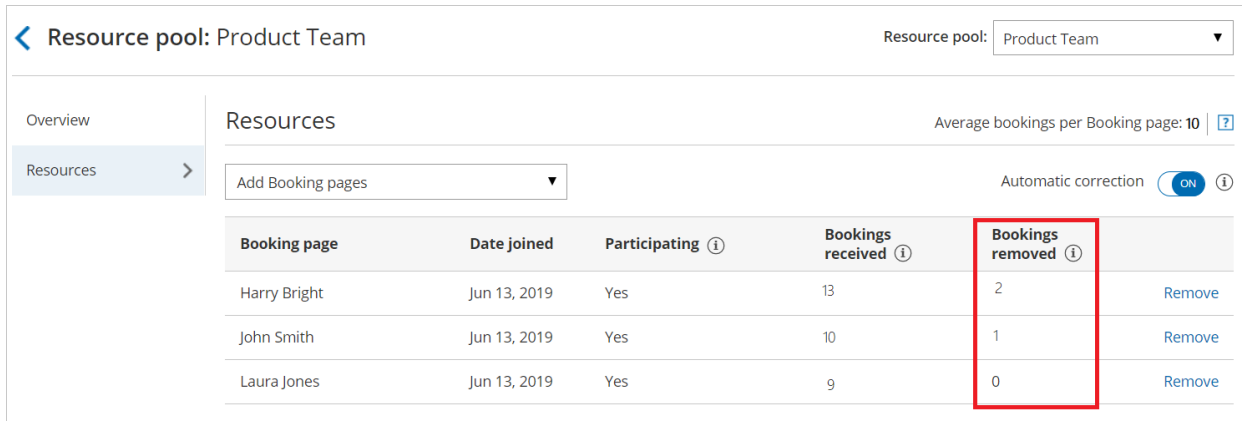 Resource pool: Product Team
Resource pool: Product Team
Overview
Resources
Resources
Average bookings per Booking page: 10 ?
Add Booking pages
Automatic correction ON i
Booking page Date joined Participating i Bookings received i Bookings removed i
Harry Bright Jun 13, 2019 Yes 13 2 Remove
John Smith Jun 13, 2019 Yes 10 1 Remove
Laura Jones Jun 13, 2019 Yes 9 0 Remove